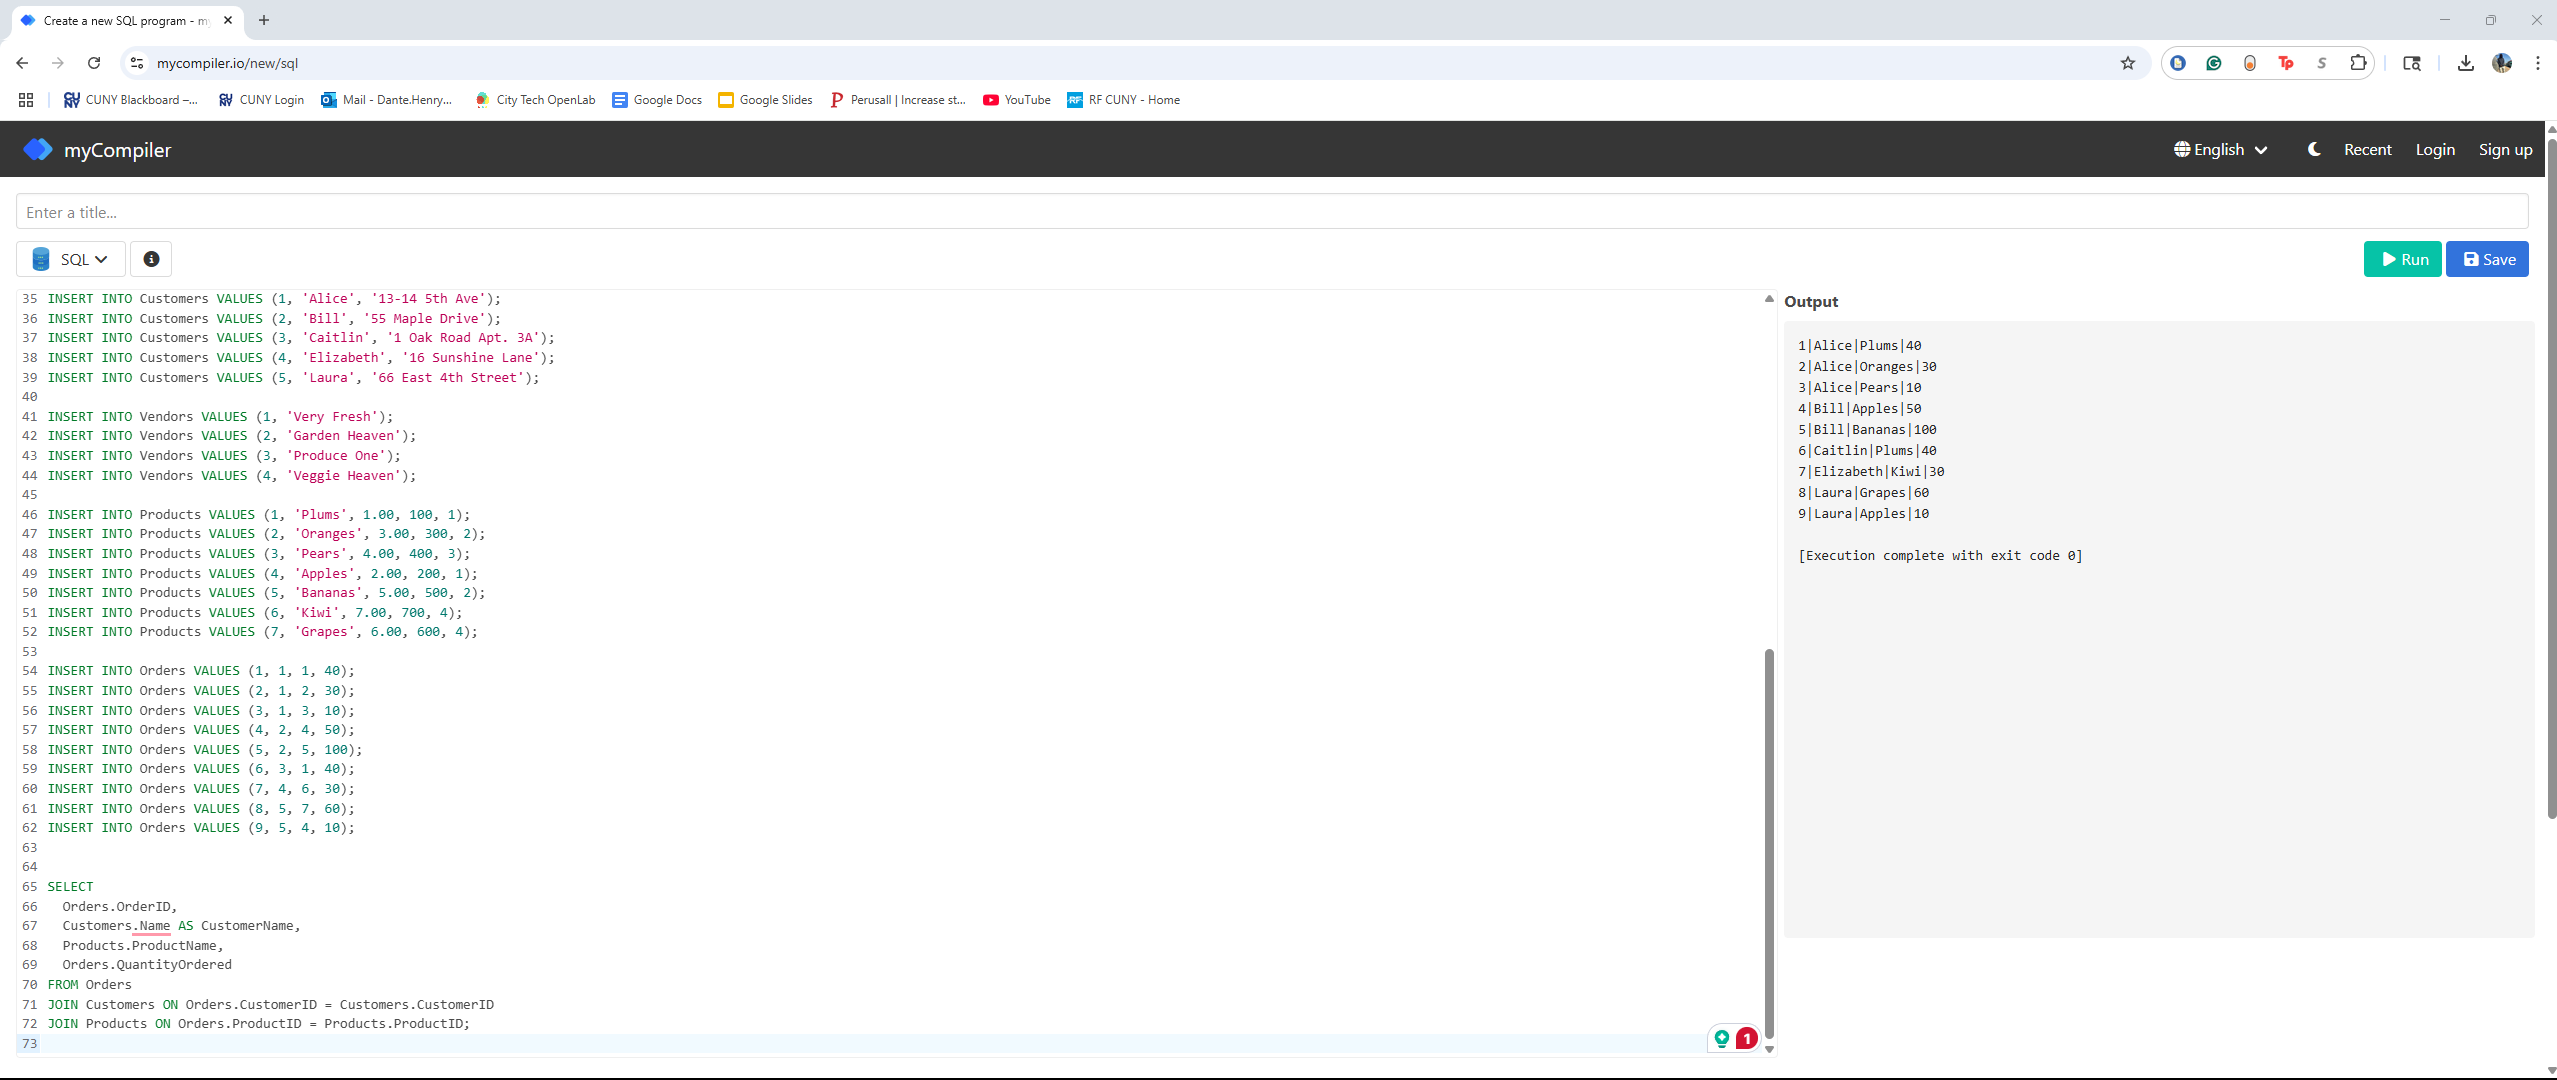 Create a new SQL program - my
mycompiler.io/new/sql
CUNY Blackboard –...
CUNY Login
Mail - Dante.Henry...
City Tech OpenLab
Google Docs
Google Slides
Perusall | Increase st...
YouTube
RF CUNY - Home
myCompiler
English
Recent
Login
Sign up
Enter a title...
SQL
Run
Save
35 INSERT INTO Customers VALUES (1, 'Alice', '13-14 5th Ave');
36 INSERT INTO Customers VALUES (2, 'Bill', '55 Maple Drive');
37 INSERT INTO Customers VALUES (3, 'Caitlin', '1 Oak Road Apt. 3A');
38 INSERT INTO Customers VALUES (4, 'Elizabeth', '16 Sunshine Lane');
39 INSERT INTO Customers VALUES (5, 'Laura', '66 East 4th Street');
40
41 INSERT INTO Vendors VALUES (1, 'Very Fresh');
42 INSERT INTO Vendors VALUES (2, 'Garden Heaven');
43 INSERT INTO Vendors VALUES (3, 'Produce One');
44 INSERT INTO Vendors VALUES (4, 'Veggie Heaven');
45
46 INSERT INTO Products VALUES (1, 'Plums', 1.00, 100, 1);
47 INSERT INTO Products VALUES (2, 'Oranges', 3.00, 300, 2);
48 INSERT INTO Products VALUES (3, 'Pears', 4.00, 400, 3);
49 INSERT INTO Products VALUES (4, 'Apples', 2.00, 200, 1);
50 INSERT INTO Products VALUES (5, 'Bananas', 5.00, 500, 2);
51 INSERT INTO Products VALUES (6, 'Kiwi', 7.00, 700, 4);
52 INSERT INTO Products VALUES (7, 'Grapes', 6.00, 600, 4);
53
54 INSERT INTO Orders VALUES (1, 1, 1, 40);
55 INSERT INTO Orders VALUES (2, 1, 2, 30);
56 INSERT INTO Orders VALUES (3, 1, 3, 10);
57 INSERT INTO Orders VALUES (4, 2, 4, 50);
58 INSERT INTO Orders VALUES (5, 2, 5, 100);
59 INSERT INTO Orders VALUES (6, 3, 1, 40);
60 INSERT INTO Orders VALUES (7, 4, 6, 30);
61 INSERT INTO Orders VALUES (8, 5, 7, 60);
62 INSERT INTO Orders VALUES (9, 5, 4, 10);
63
64
65 SELECT
66 Orders.OrderID,
67 Customers.Name AS CustomerName,
68 Products.ProductName,
69 Orders.QuantityOrdered
70 FROM Orders
71 JOIN Customers ON Orders.CustomerID = Customers.CustomerID
72 JOIN Products ON Orders.ProductID = Products.ProductID;
73
1
Output
1|Alice|Plums|40
2|Alice|Oranges|30
3|Alice|Pears|10
4|Bill|Apples|50
5|Bill|Bananas|100
6|Caitlin|Plums|40
7|Elizabeth|Kiwi|30
8|Laura|Grapes|60
9|Laura|Apples|10
[Execution complete with exit code 0]